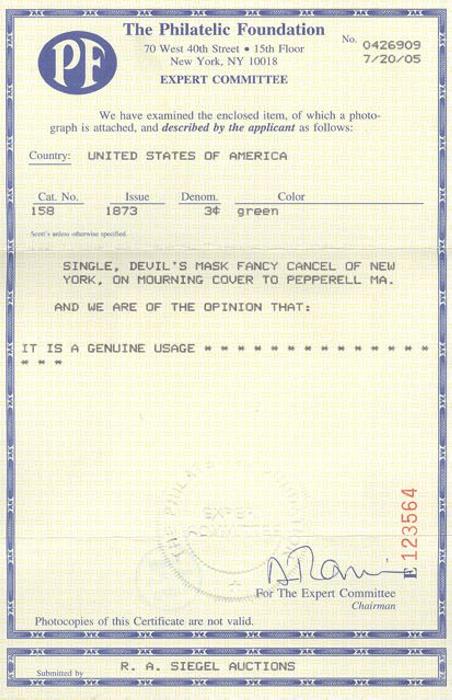 The Philatelic Foundation
70 West 40th Street • 15th Floor
New York, NY 10018
EXPERT COMMITTEE
PF
No. 0426909
7/20/05
We have examined the enclosed item, of which a photo-
graph is attached, and described by the applicant as follows:
Country: UNITED STATES OF AMERICA
Cat. No. Issue Denom. Color
158 1873 3¢ green
Scott's unless otherwise specified.
SINGLE, DEVIL'S MASK FANCY CANCEL OF NEW
YORK, ON MOURNING COVER TO PEPPERELL MA.
AND WE ARE OF THE OPINION THAT:
IT IS A GENUINE USAGE * * * * * * * * * * * * * *
* * *
EXPERT
COMMITTEE
E 123564
For The Expert Committee
Chairman
Photocopies of this Certificate are not valid.
Submitted by R. A. SIEGEL AUCTIONS